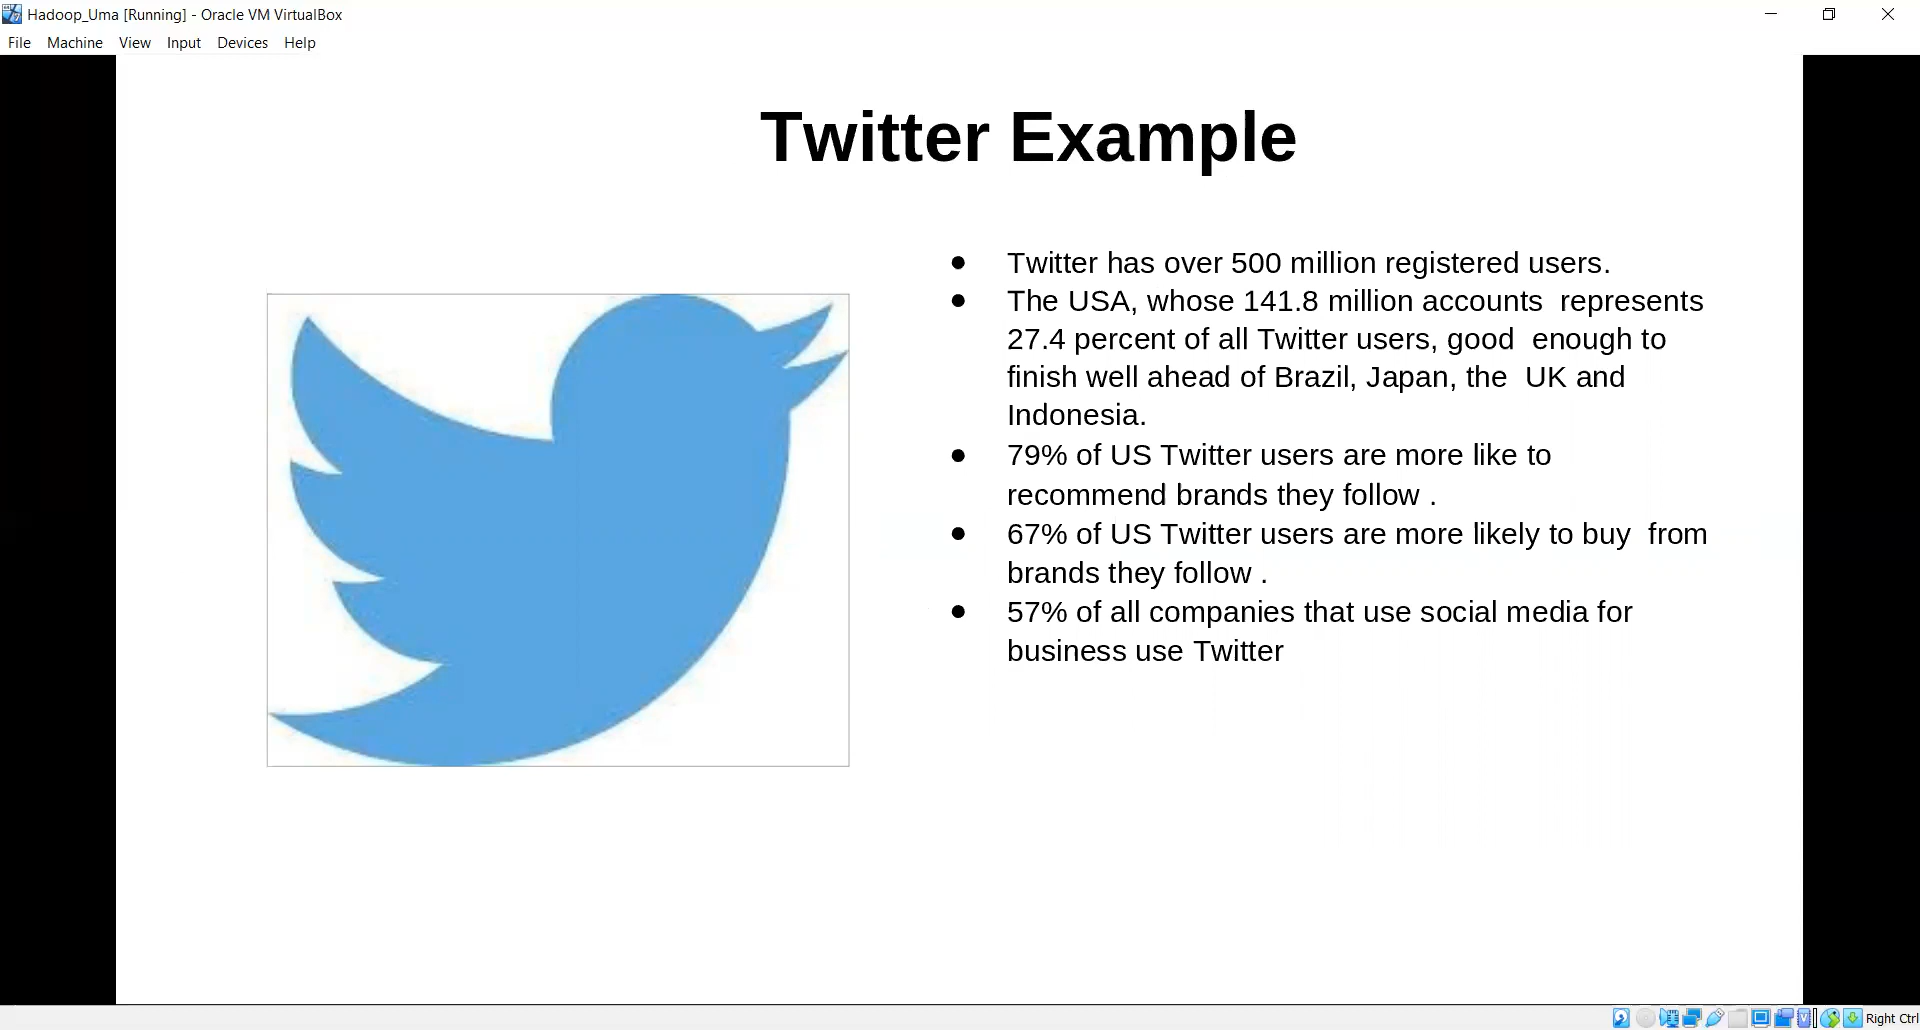 Hadoop_Uma [Running] - Oracle VM VirtualBox
File Machine View Input Devices Help
Twitter Example
● Twitter has over 500 million registered users.
● The USA, whose 141.8 million accounts  represents
27.4 percent of all Twitter users, good  enough to
finish well ahead of Brazil, Japan, the  UK and
Indonesia.
● 79% of US Twitter users are more like to
recommend brands they follow .
● 67% of US Twitter users are more likely to buy  from
brands they follow .
● 57% of all companies that use social media for
business use Twitter
Right Ctrl